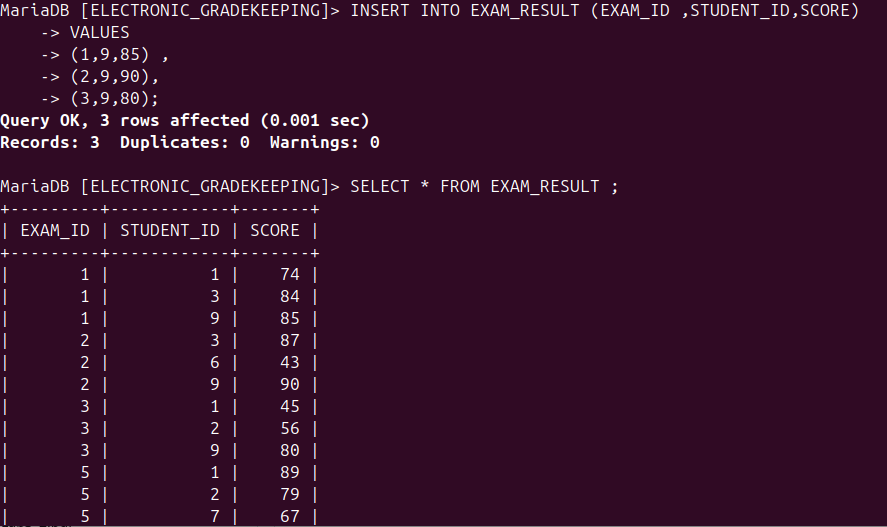 MariaDB [ELECTRONIC_GRADEKEEPING]> INSERT INTO EXAM_RESULT (EXAM_ID ,STUDENT_ID,SCORE)
    -> VALUES
    -> (1,9,85) ,
    -> (2,9,90),
    -> (3,9,80);
Query OK, 3 rows affected (0.001 sec)
Records: 3  Duplicates: 0  Warnings: 0

MariaDB [ELECTRONIC_GRADEKEEPING]> SELECT * FROM EXAM_RESULT ;
+---------+------------+-------+
| EXAM_ID | STUDENT_ID | SCORE |
+---------+------------+-------+
|       1 |          1 |    74 |
|       1 |          3 |    84 |
|       1 |          9 |    85 |
|       2 |          3 |    87 |
|       2 |          6 |    43 |
|       2 |          9 |    90 |
|       3 |          1 |    45 |
|       3 |          2 |    56 |
|       3 |          9 |    80 |
|       5 |          1 |    89 |
|       5 |          2 |    79 |
|       5 |          7 |    67 |